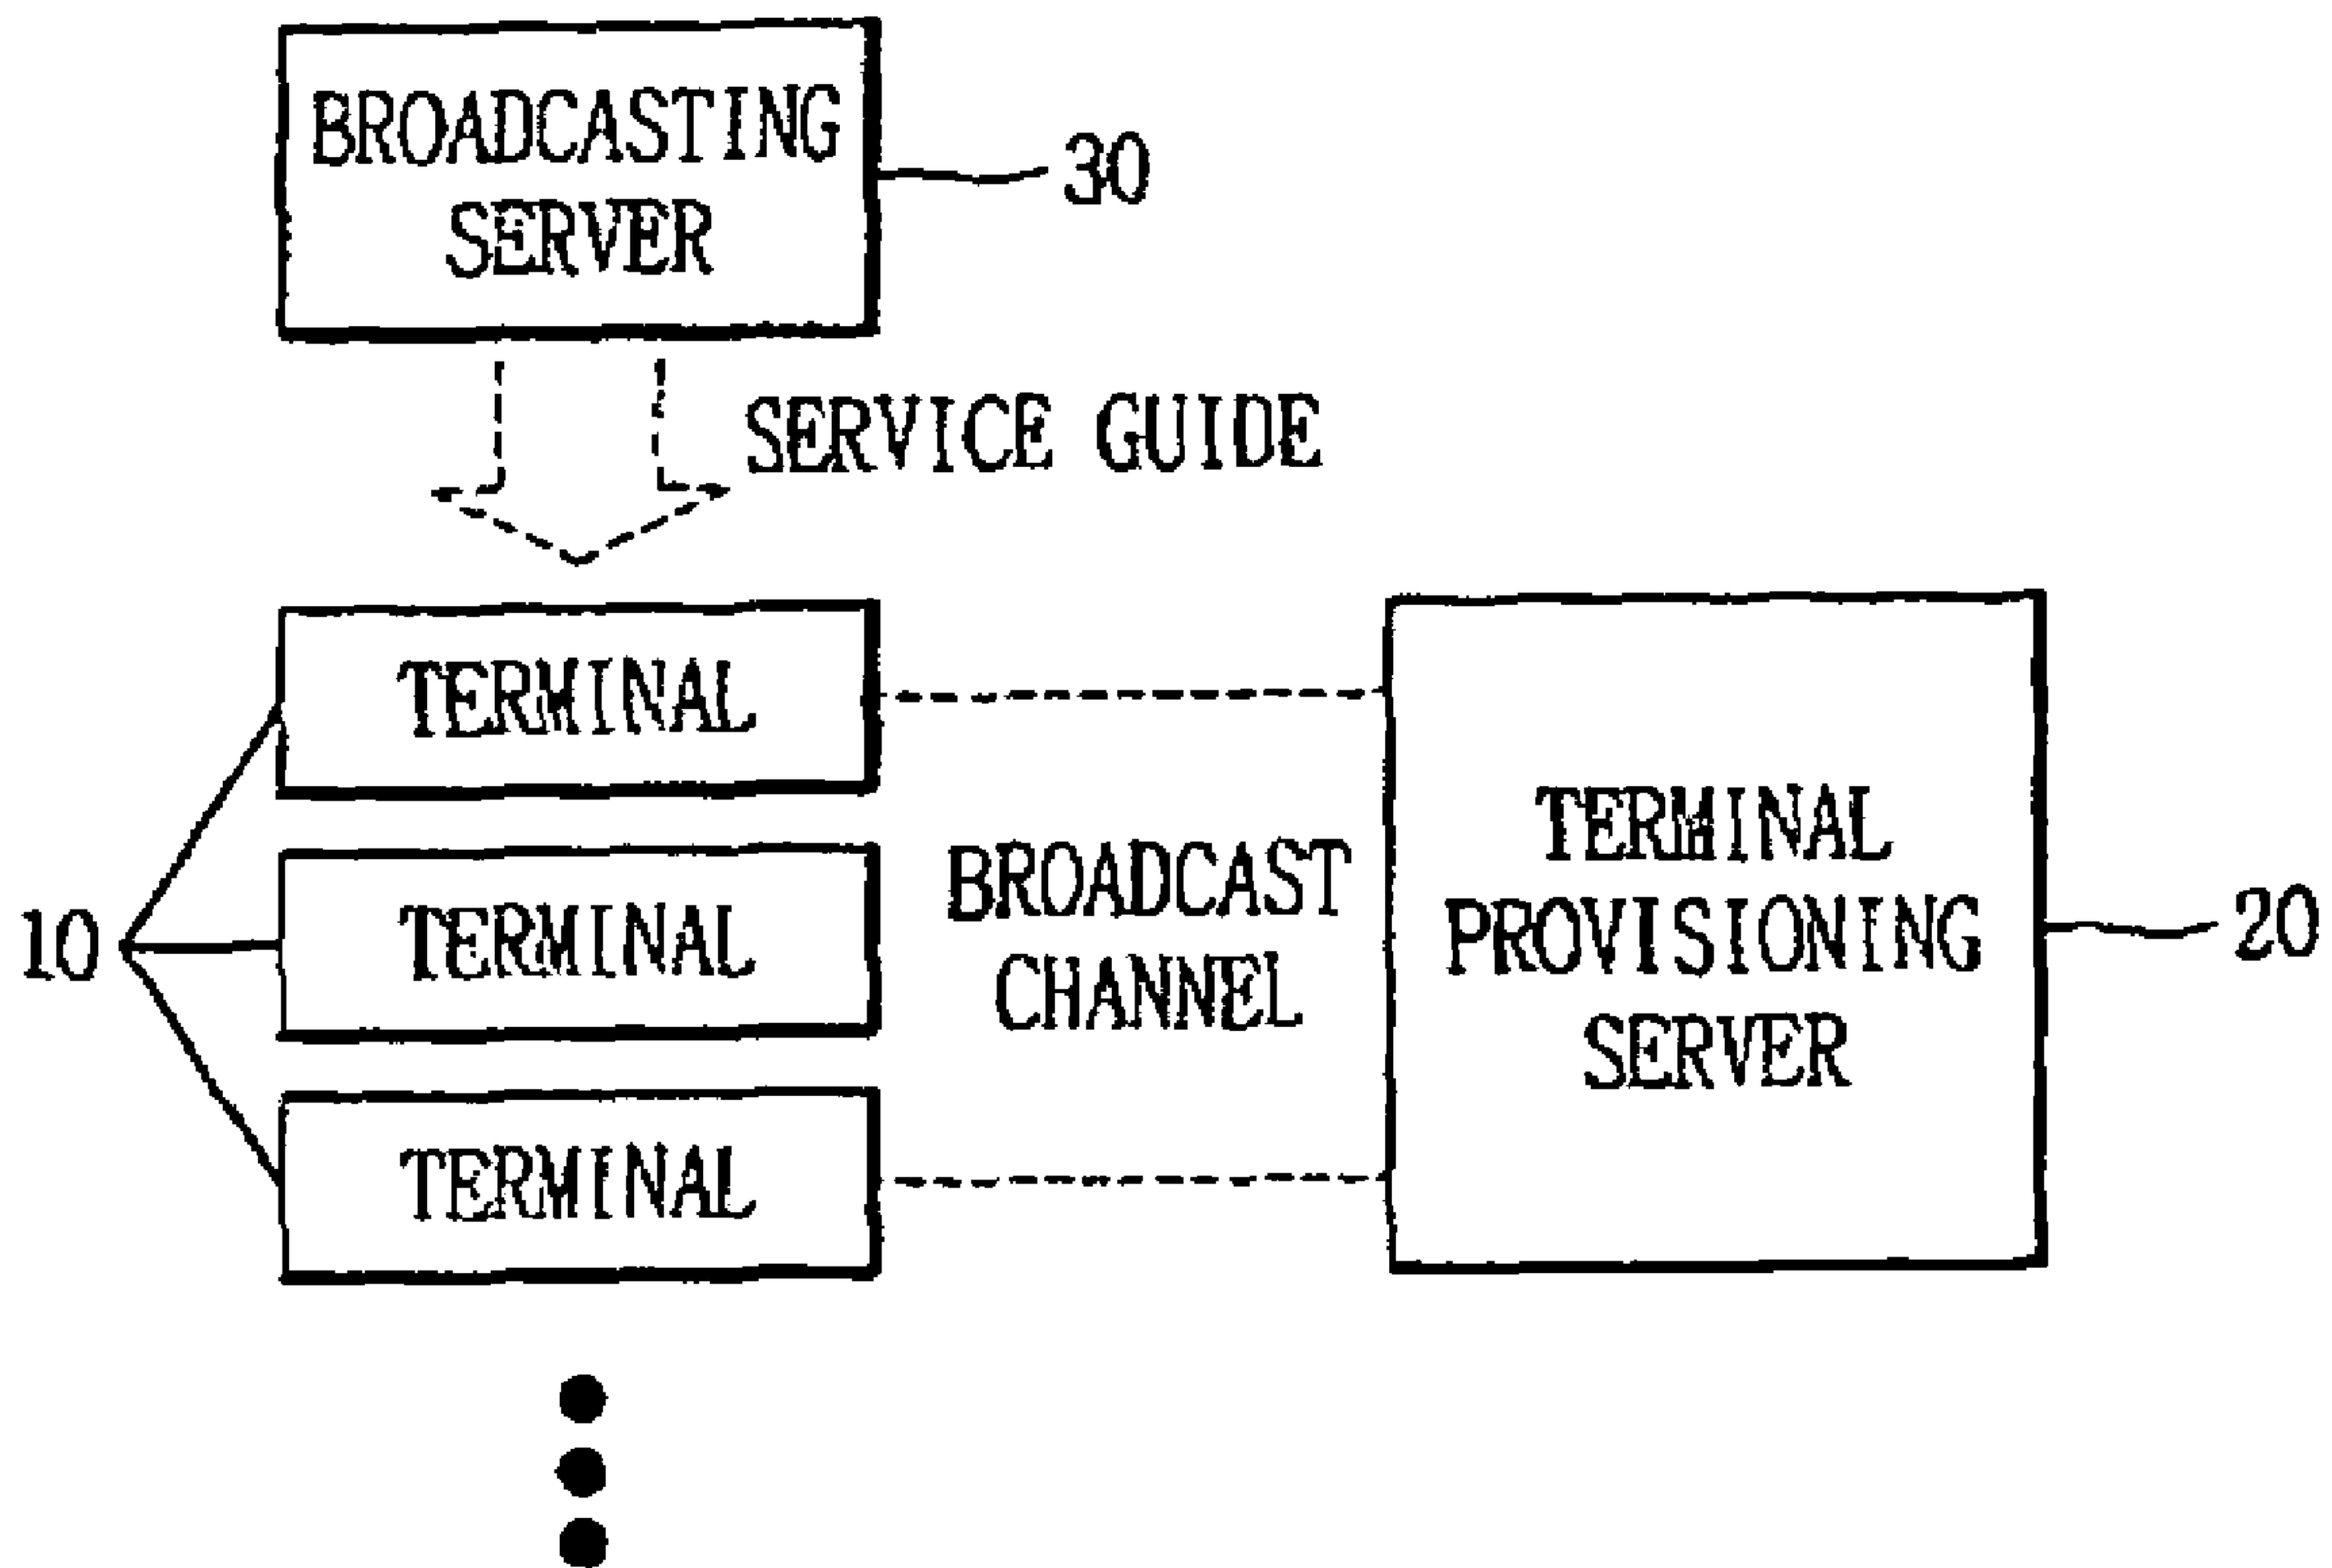 BROADCASTING
SERVER
30
SERVICE GUIDE
TERMINAL
TERMINAL
TERMINAL
10
BROADCAST
CHANNEL
TERMINAL
PROVISIONING
SERVER
20